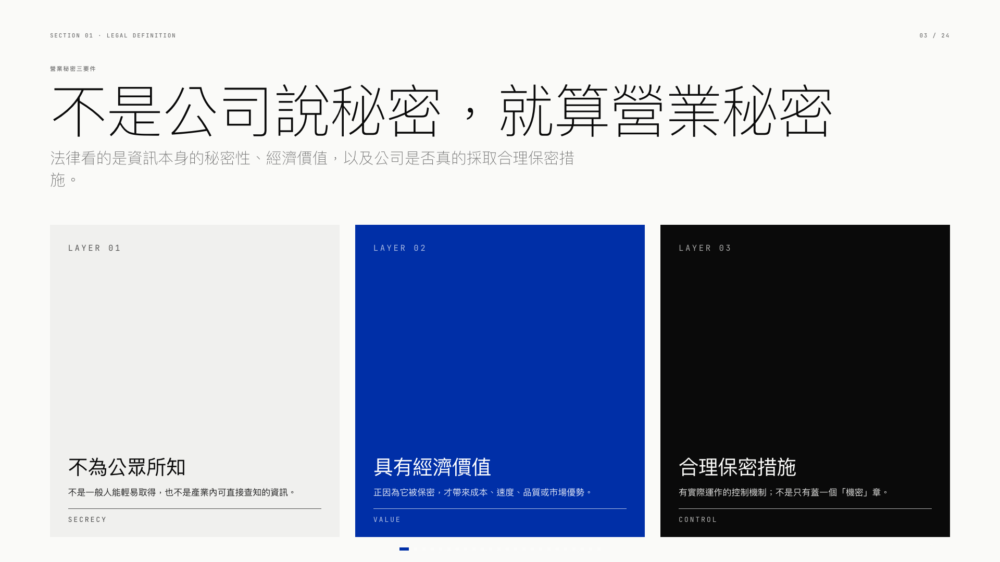 SECTION 01 · LEGAL DEFINITION
03 / 24
營業秘密三要件
不是公司說秘密，就算營業秘密
法律看的是資訊本身的秘密性、經濟價值，以及公司是否真的採取合理保密措
施。
LAYER 01
不為公眾所知
不是一般人能輕易取得，也不是產業內可直接查知的資訊。
SECRECY
LAYER 02
具有經濟價值
正因為它被保密，才帶來成本、速度、品質或市場優勢。
VALUE
LAYER 03
合理保密措施
有實際運作的控制機制；不是只有蓋一個「機密」章。
CONTROL